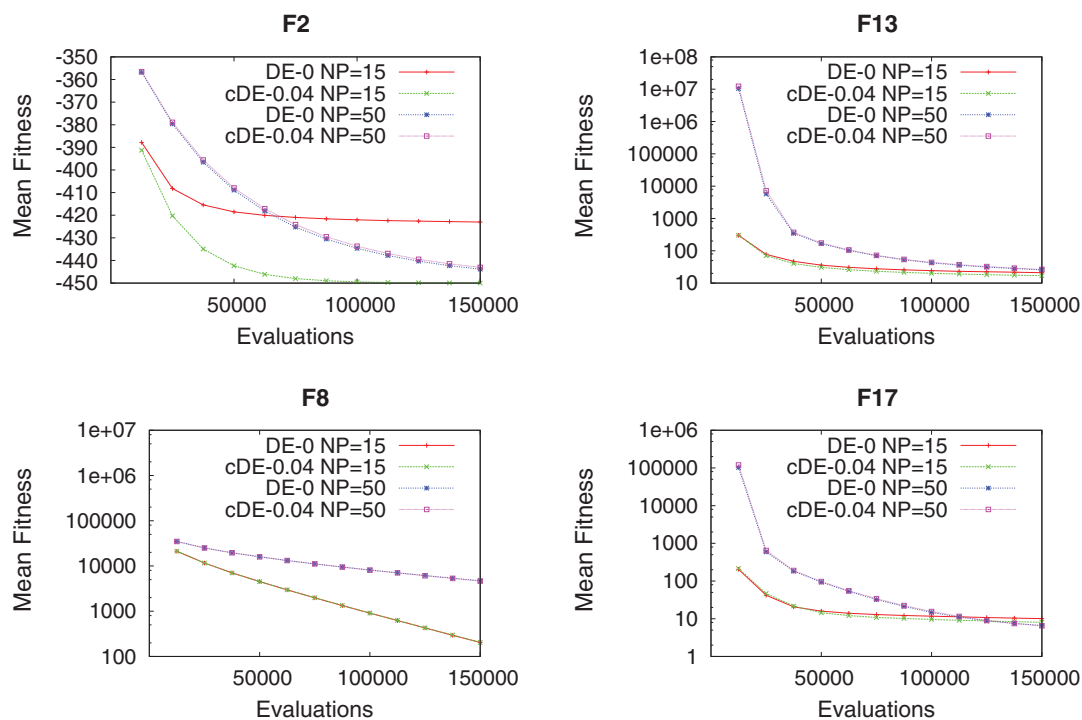 F2
Mean Fitness
-350
-360
-370
-380
-390
-400
-410
-420
-430
-440
-450
DE-0 NP=15
cDE-0.04 NP=15
DE-0 NP=50
cDE-0.04 NP=50
50000
100000
150000
Evaluations
F13
Mean Fitness
1e+08
1e+07
1e+06
100000
10000
1000
100
10
DE-0 NP=15
cDE-0.04 NP=15
DE-0 NP=50
cDE-0.04 NP=50
50000
100000
150000
Evaluations
F8
Mean Fitness
1e+07
1e+06
100000
10000
1000
100
DE-0 NP=15
cDE-0.04 NP=15
DE-0 NP=50
cDE-0.04 NP=50
50000
100000
150000
Evaluations
F17
Mean Fitness
1e+06
100000
10000
1000
100
10
1
DE-0 NP=15
cDE-0.04 NP=15
DE-0 NP=50
cDE-0.04 NP=50
50000
100000
150000
Evaluations